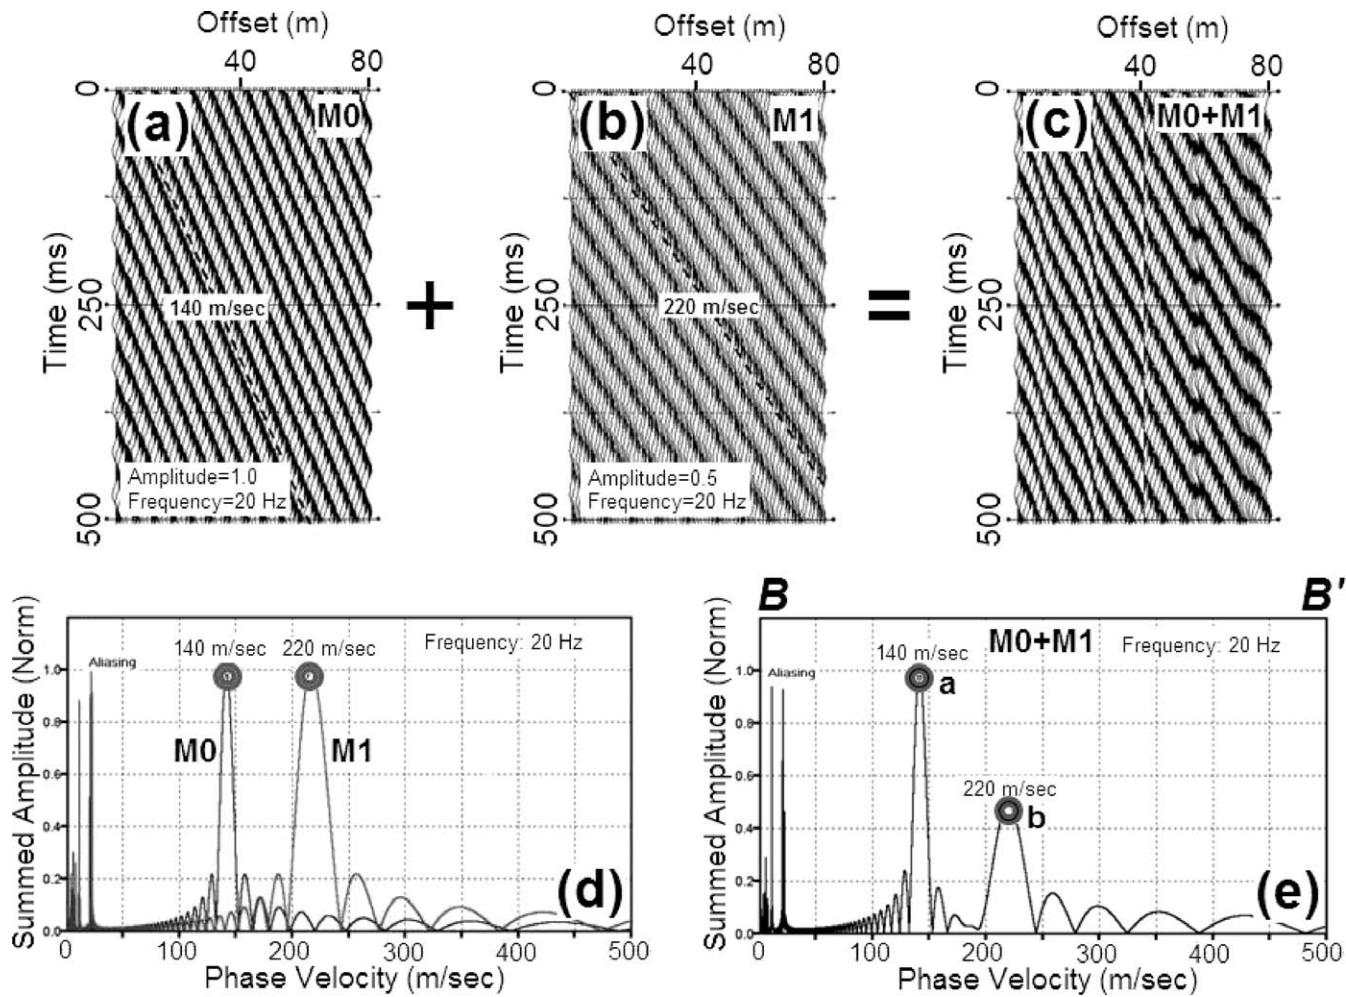 Offset (m)
40 80
0
(a) M0
Time (ms)
250
140 m/sec
Amplitude=1.0
Frequency=20 Hz
500
+
Offset (m)
40 80
0
(b) M1
Time (ms)
250
220 m/sec
Amplitude=0.5
Frequency=20 Hz
500
=
Offset (m)
40 80
0
(c) M0+M1
Time (ms)
250
500
Summed Amplitude (Norm)
140 m/sec 220 m/sec Frequency: 20 Hz
Aliasing
1.0
0.8
M0 M1
0.6
0.4
0.2
(d)
0.0
0 100 200 300 400 500
Phase Velocity (m/sec)
B B'
Summed Amplitude (Norm)
M0+M1 Frequency: 20 Hz
140 m/sec
Aliasing
a
1.0
0.8
0.6
220 m/sec
b
0.4
0.2
(e)
0.0
0 100 200 300 400 500
Phase Velocity (m/sec)